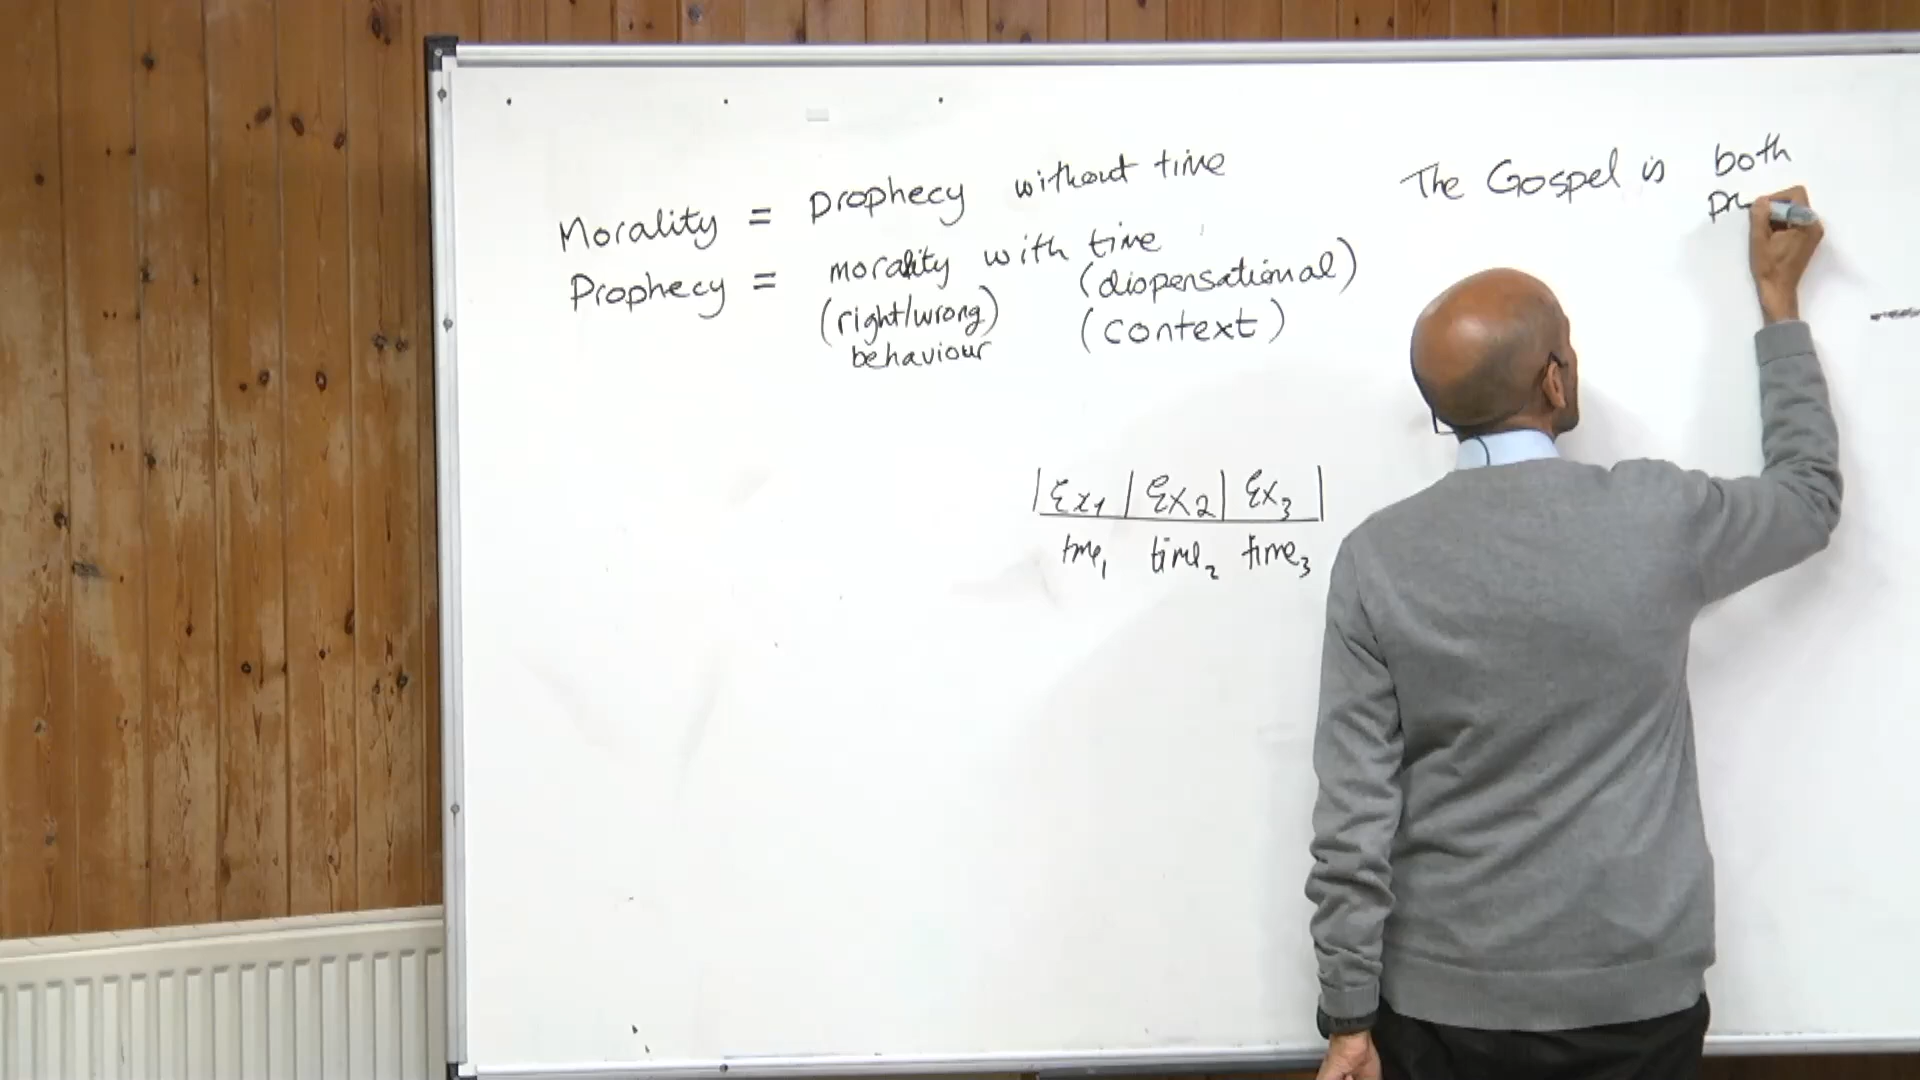 Morality = prophecy without time
Prophecy = morality with time
(right/wrong) (dispensational)
behaviour (context)
The Gospel is both
| Ex1 | Ex2 | Ex3 |
time1 time2 time3